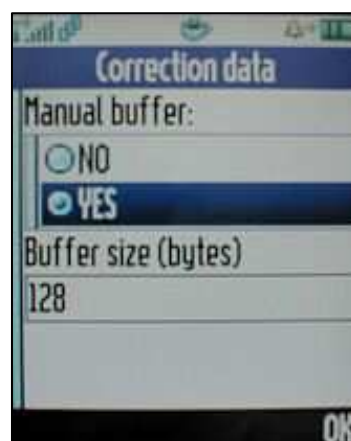 Correction data
Manual buffer:
NO
YES
Buffer size (bytes)
128
OK